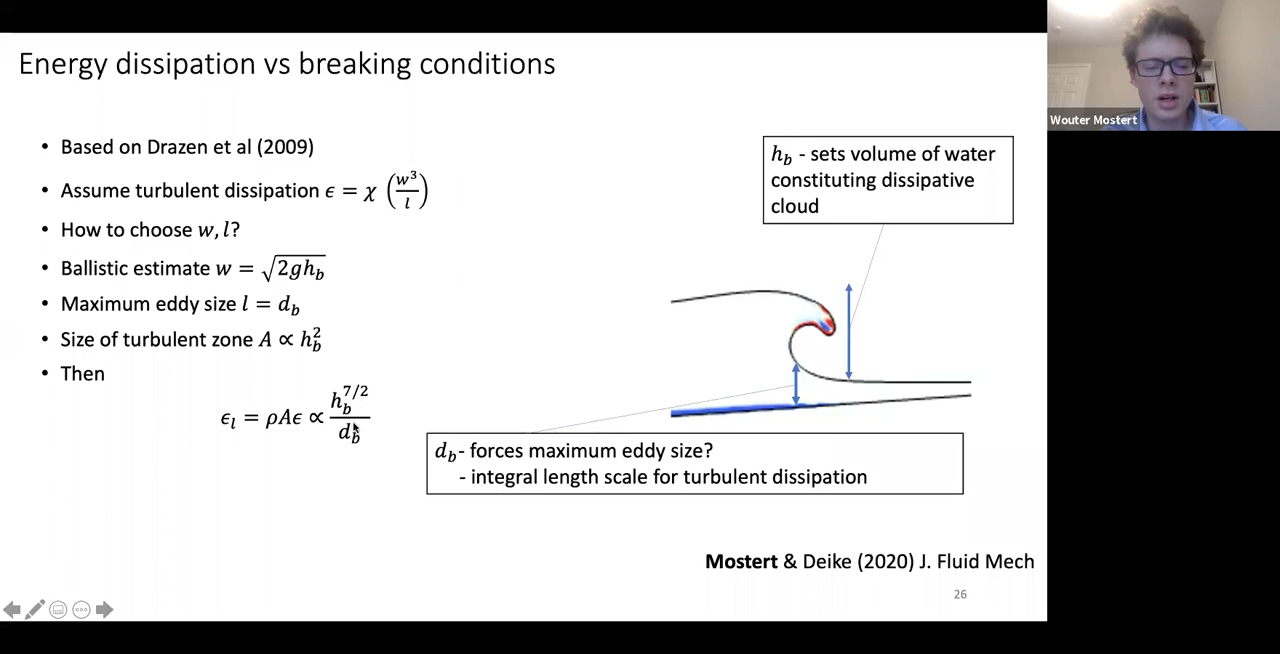 Energy dissipation vs breaking conditions
Wouter Mostert
• Based on Drazen et al (2009)
• Assume turbulent dissipation ϵ = χ (w³/l)
• How to choose w, l?
• Ballistic estimate w = √(2gh_b)
• Maximum eddy size l = d_b
• Size of turbulent zone A ∝ h_b²
• Then
ϵ_l = ρAϵ ∝ h_b^{7/2}/d_b
h_b - sets volume of water
constituting dissipative
cloud
d_b- forces maximum eddy size?
- integral length scale for turbulent dissipation
Mostert & Deike (2020) J. Fluid Mech
26